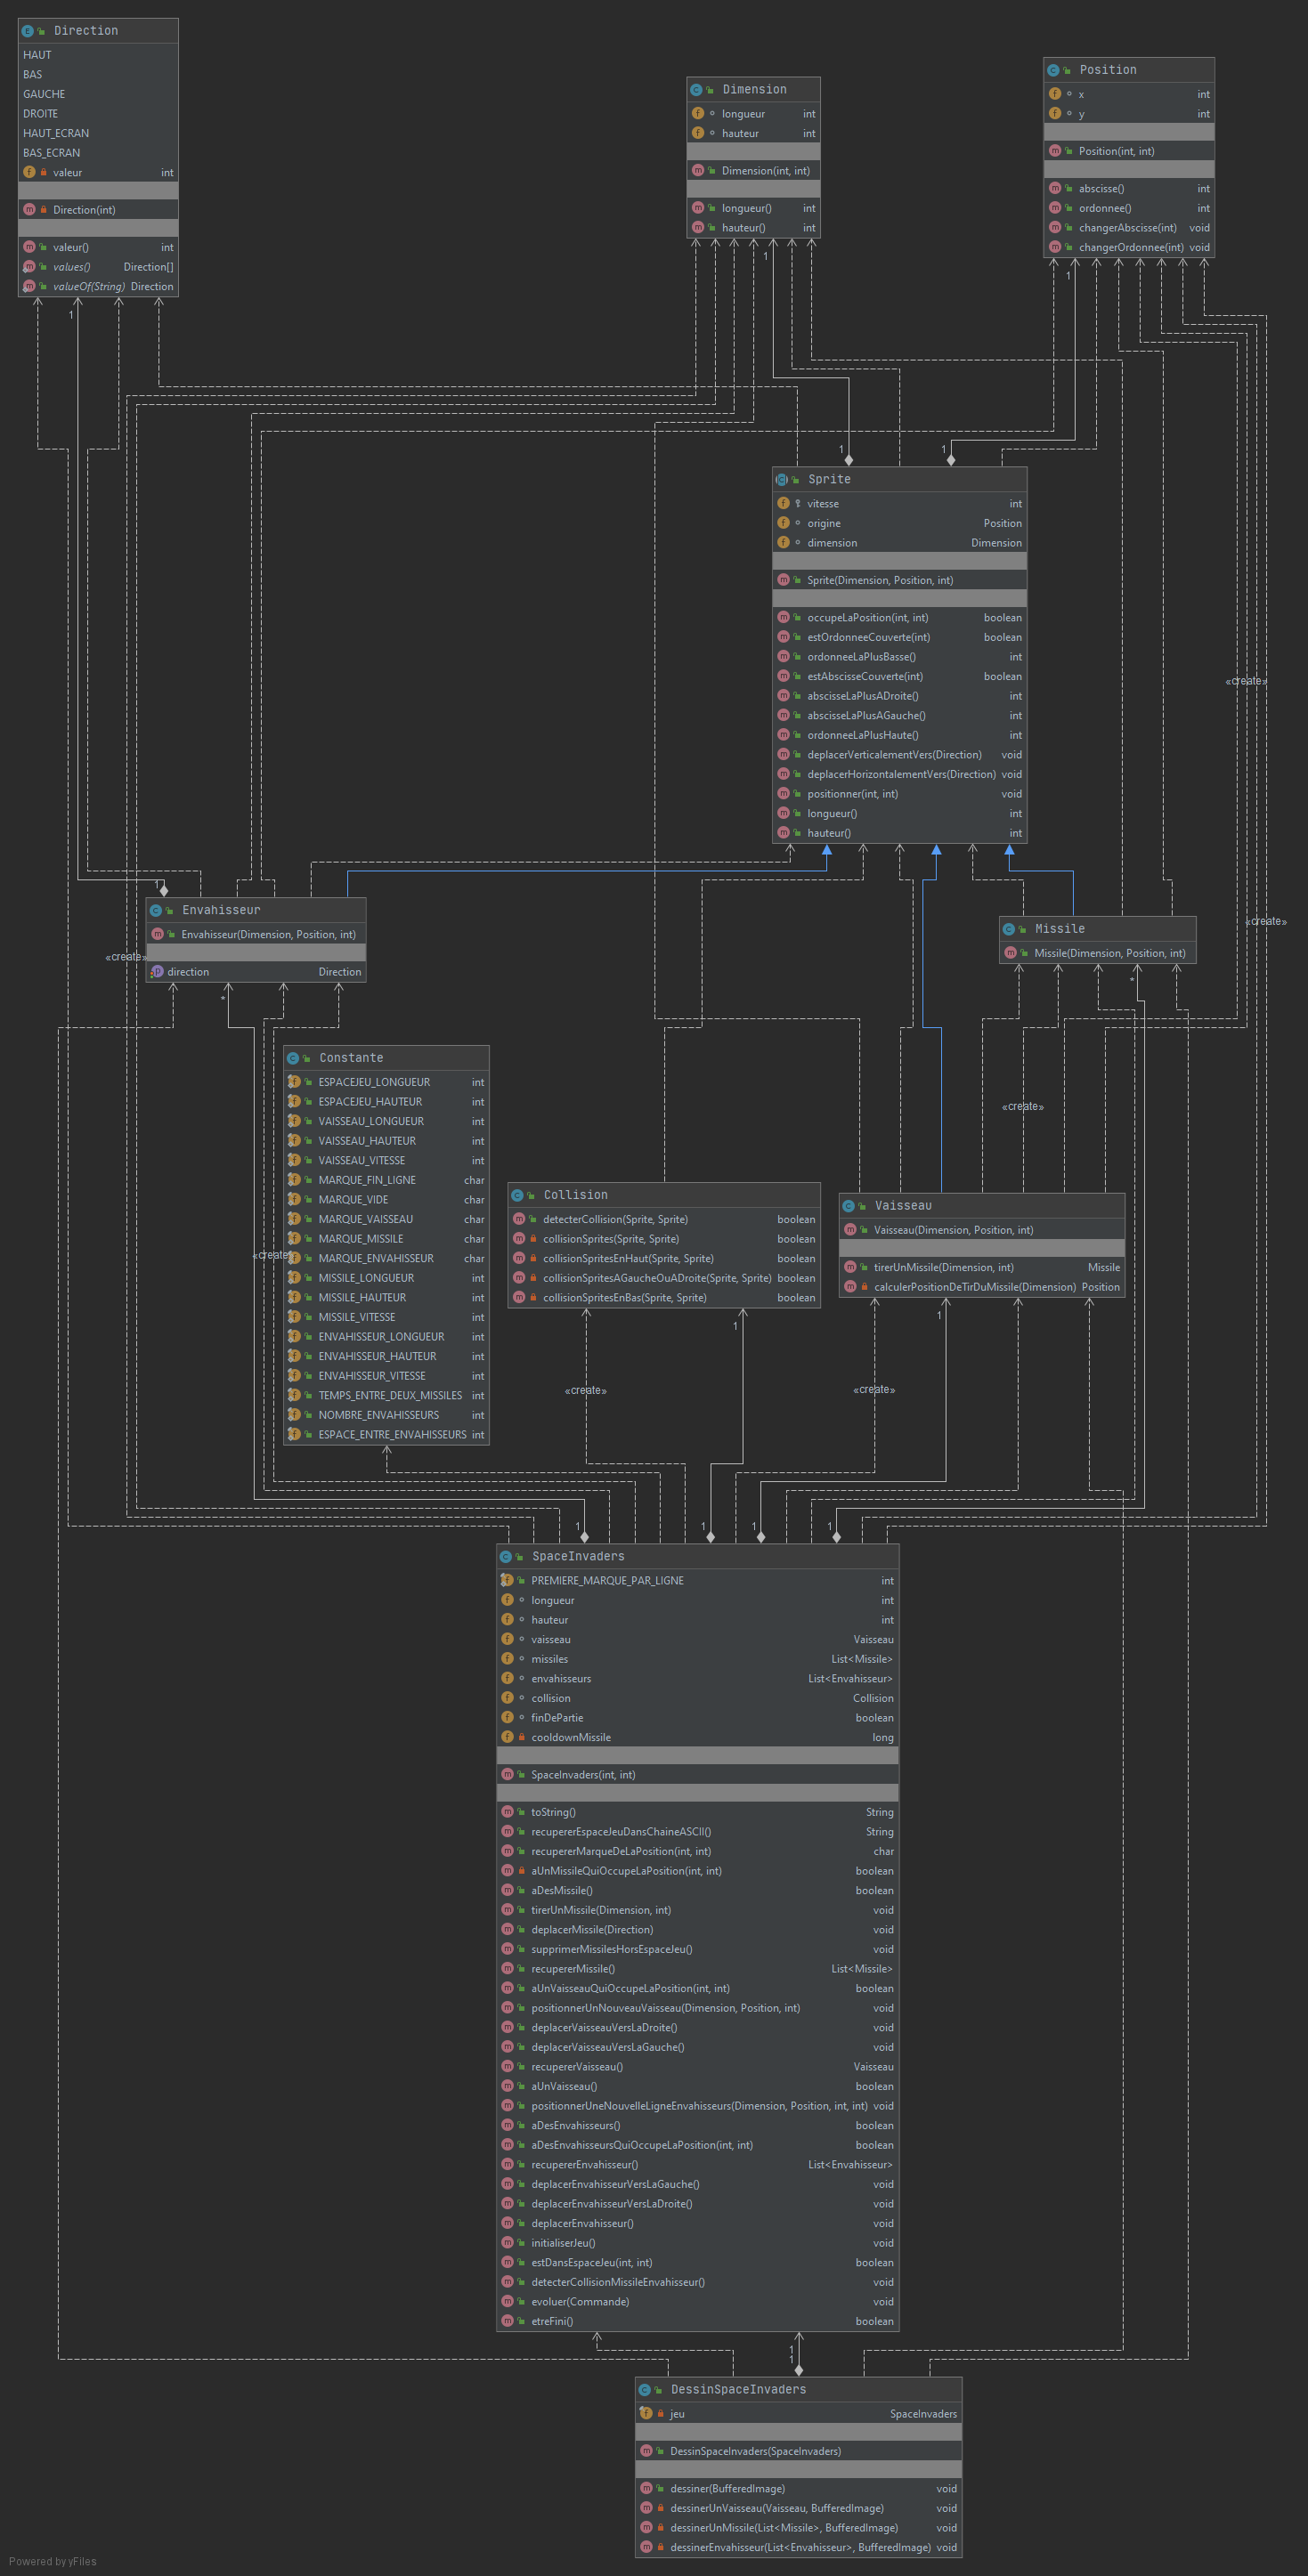 Direction
HAUT
BAS
GAUCHE
DROITE
HAUT_ECRAN
BAS_ECRAN
valeur int
Direction(int)
valeur() int
values() Direction[]
valueOf(String) Direction
1
Dimension
longueur int
hauteur int
Dimension(int, int)
longueur() int
hauteur() int
1
Position
x int
y int
Position(int, int)
abscisse() int
ordonnee() int
changerAbscisse(int) void
changerOrdonnee(int) void
1
1
1
Sprite
vitesse int
origine Position
dimension Dimension
Sprite(Dimension, Position, int)
occupeLaPosition(int, int) boolean
estOrdonneeCouverte(int) boolean
ordonneeLaPlusBasse() int
estAbscisseCouverte(int) boolean
abscisseLaPlusADroite() int
abscisseLaPlusAGauche() int
ordonneeLaPlusHaute() int
deplacerVerticalementVers(Direction) void
deplacerHorizontalementVers(Direction) void
positionner(int, int) void
longueur() int
hauteur() int
«create»
«create»
1
Envahisseur
Envahisseur(Dimension, Position, int)
direction Direction
«create»
*
Missile
Missile(Dimension, Position, int)
*
«create»
Constante
ESPACEJEU_LONGUEUR int
ESPACEJEU_HAUTEUR int
VAISSEAU_LONGUEUR int
VAISSEAU_HAUTEUR int
VAISSEAU_VITESSE int
MARQUE_FIN_LIGNE char
MARQUE_VIDE char
MARQUE_VAISSEAU char
MARQUE_MISSILE char
MARQUE_ENVAHISSEUR char
MISSILE_LONGUEUR int
MISSILE_HAUTEUR int
MISSILE_VITESSE int
ENVAHISSEUR_LONGUEUR int
ENVAHISSEUR_HAUTEUR int
ENVAHISSEUR_VITESSE int
TEMPS_ENTRE_DEUX_MISSILES int
NOMBRE_ENVAHISSEURS int
ESPACE_ENTRE_ENVAHISSEURS int
«create»
«create»
Collision
detecterCollision(Sprite, Sprite) boolean
collisionSprites(Sprite, Sprite) boolean
collisionSpritesEnHaut(Sprite, Sprite) boolean
collisionSpritesAGaucheOuADroite(Sprite, Sprite) boolean
collisionSpritesEnBas(Sprite, Sprite) boolean
1
«create»
Vaisseau
Vaisseau(Dimension, Position, int)
tirerUnMissile(Dimension, int) Missile
calculerPositionDeTirDuMissile(Dimension) Position
1
1
1
1
1
SpaceInvaders
PREMIERE_MARQUE_PAR_LIGNE int
longueur int
hauteur int
vaisseau Vaisseau
missiles List<Missile>
envahisseurs List<Envahisseur>
collision Collision
finDePartie boolean
cooldownMissile long
SpaceInvaders(int, int)
toString() String
recupererEspaceJeuDansChaineASCII() String
recupererMarqueDeLaPosition(int, int) char
aUnMissileQuiOccupeLaPosition(int, int) boolean
aDesMissile() boolean
tirerUnMissile(Dimension, int) void
deplacerMissile(Direction) void
supprimerMissilesHorsEspaceJeu() void
recupererMissile() List<Missile>
aUnVaisseauQuiOccupeLaPosition(int, int) boolean
positionnerUnNouveauVaisseau(Dimension, Position, int) void
deplacerVaisseauVersLaDroite() void
deplacerVaisseauVersLaGauche() void
recupererVaisseau() Vaisseau
aUnVaisseau() boolean
positionnerUneNouvelleLigneEnvahisseurs(Dimension, Position, int, int) void
aDesEnvahisseurs() boolean
aDesEnvahisseursQuiOccupeLaPosition(int, int) boolean
recupererEnvahisseur() List<Envahisseur>
deplacerEnvahisseurVersLaGauche() void
deplacerEnvahisseurVersLaDroite() void
deplacerEnvahisseur() void
initialiserJeu() void
estDansEspaceJeu(int, int) boolean
detecterCollisionMissileEnvahisseur() void
evoluer(Commande) void
etreFini() boolean
1
1
DessinSpaceInvaders
jeu SpaceInvaders
DessinSpaceInvaders(SpaceInvaders)
dessiner(BufferedImage) void
dessinerUnVaisseau(Vaisseau, BufferedImage) void
dessinerUnMissile(List<Missile>, BufferedImage) void
dessinerEnvahisseur(List<Envahisseur>, BufferedImage) void
Powered by yFiles